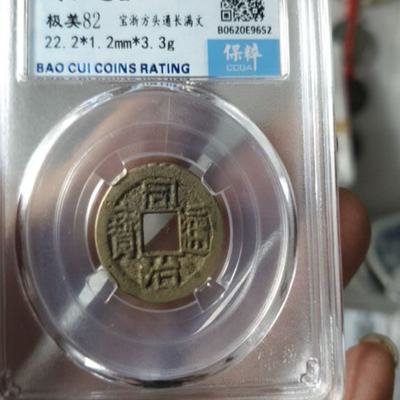 极美82 宝浙方头通长满文
22.2*1.2mm*3.3g
B0620E9652
保粹
CCGA
BAO CUI COINS RATING
同治
通寶